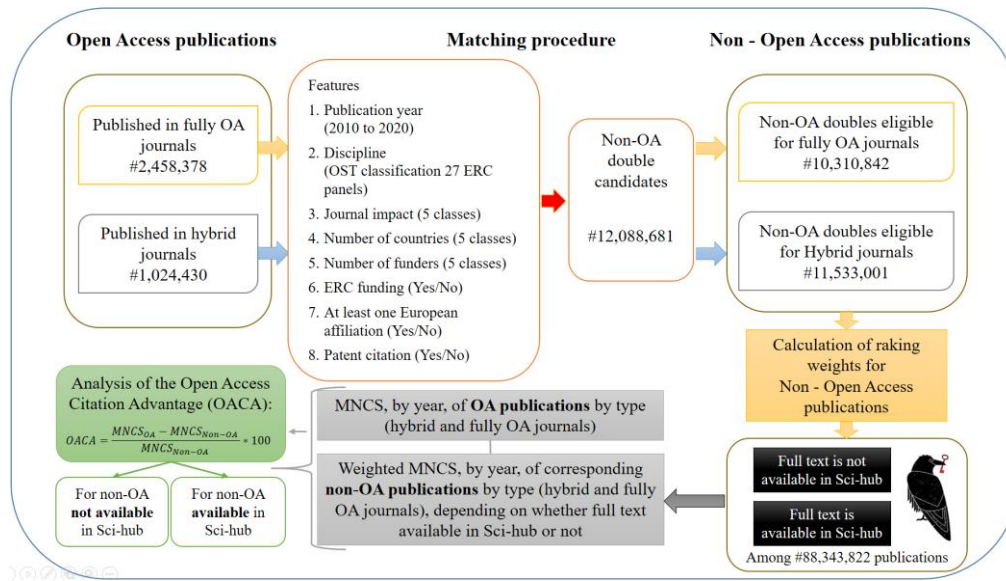 Open Access publications
Matching procedure
Non - Open Access publications
Published in fully OA
journals
#2,458,378
Published in hybrid
journals
#1,024,430
Features
1. Publication year
(2010 to 2020)
2. Discipline
(OST classification 27 ERC
panels)
3. Journal impact (5 classes)
4. Number of countries (5 classes)
5. Number of funders (5 classes)
6. ERC funding (Yes/No)
7. At least one European
affiliation (Yes/No)
8. Patent citation (Yes/No)
Non-OA
double
candidates
#12,088,681
Non-OA doubles eligible
for fully OA journals
#10,310,842
Non-OA doubles eligible
for Hybrid journals
#11,533,001
Calculation of raking
weights for
Non - Open Access
publications
Full text is not
available in Sci-hub
Full text is
available in Sci-hub
Among #88,343,822 publications
MNCS, by year, of OA publications by type
(hybrid and fully OA journals)
Weighted MNCS, by year, of corresponding
non-OA publications by type (hybrid and fully
OA journals), depending on whether full text
available in Sci-hub or not
Analysis of the Open Access
Citation Advantage (OACA):
OACA = (MNCS_OA − MNCS_Non−OA) / MNCS_Non−OA * 100
For non-OA
not available
in Sci-hub
For non-OA
available in
Sci-hub